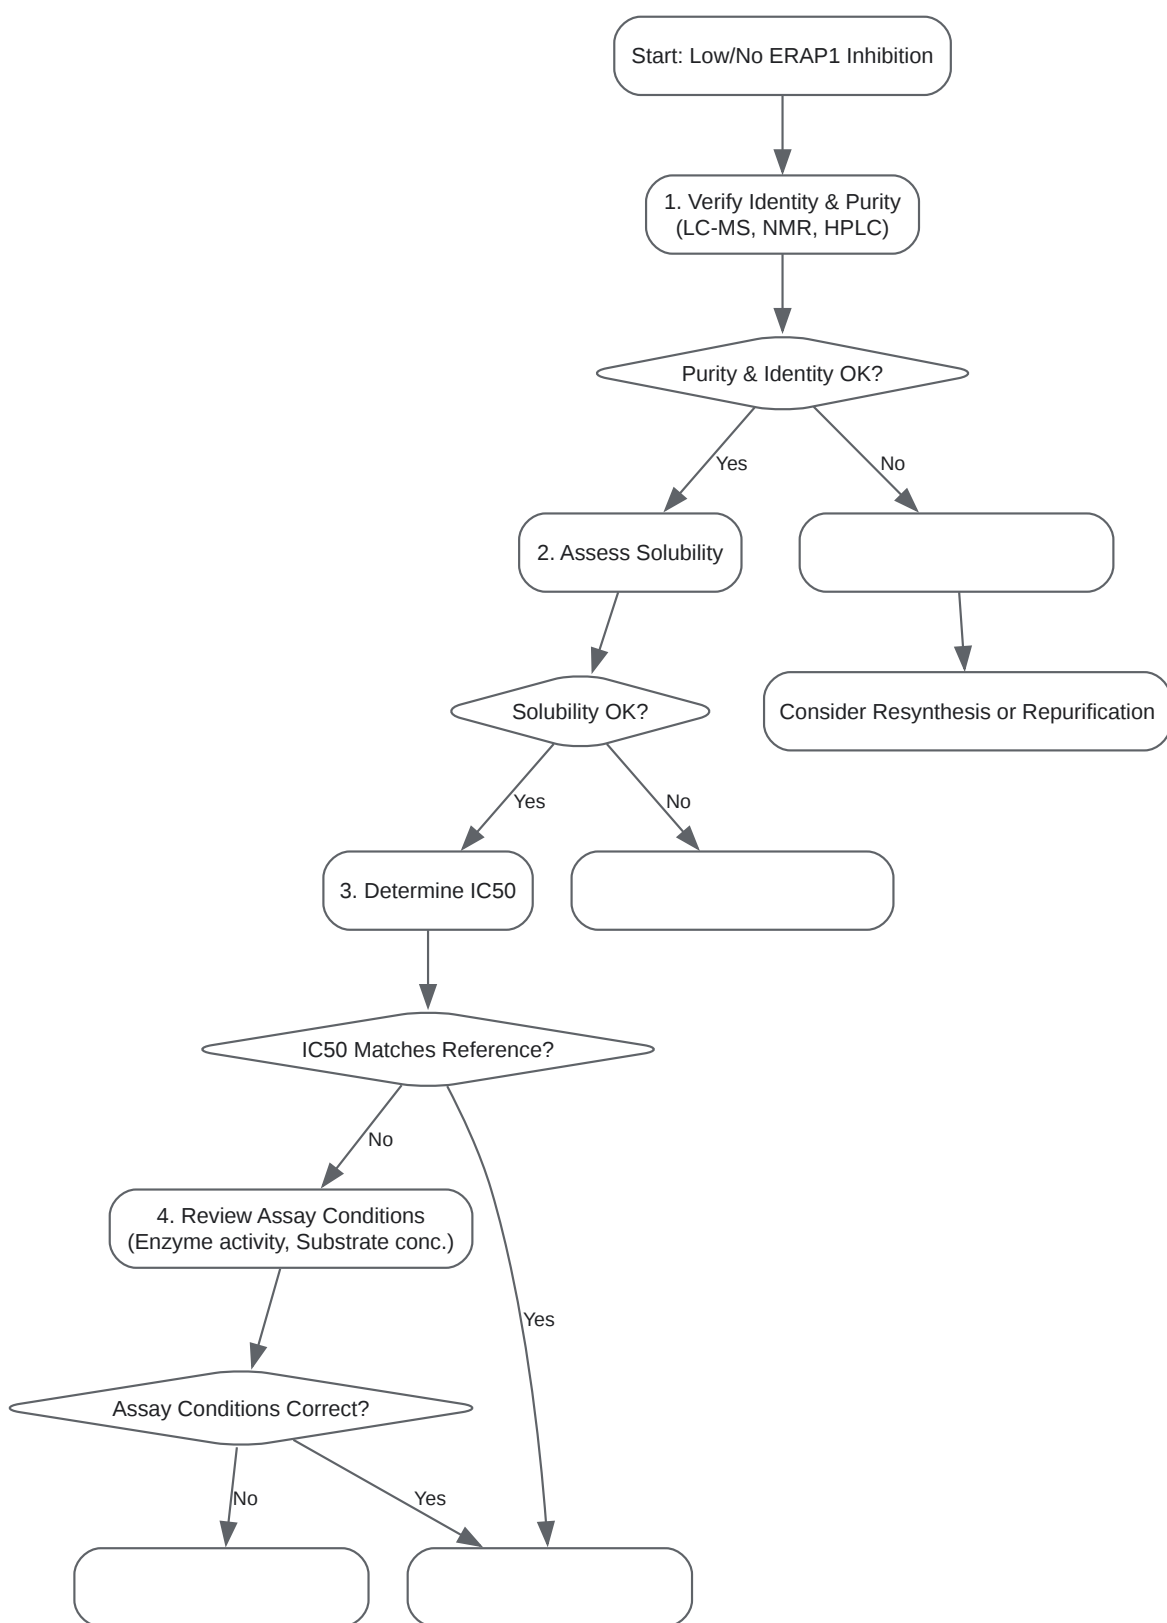 Start: Low/No ERAP1 Inhibition
1. Verify Identity & Purity
(LC-MS, NMR, HPLC)
Purity & Identity OK?
Yes
No
2. Assess Solubility
Solubility OK?
Consider Resynthesis or Repurification
Yes
No
3. Determine IC50
IC50 Matches Reference?
No
4. Review Assay Conditions
(Enzyme activity, Substrate conc.)
Yes
Assay Conditions Correct?
No
Yes